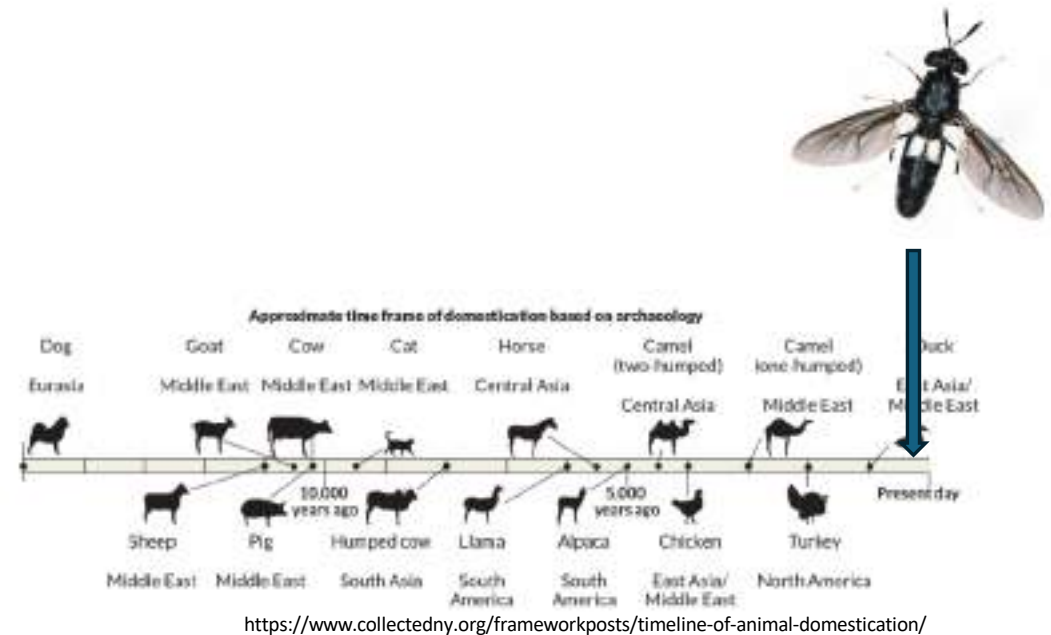 Approximate time frame of domestication based on archaeology
Dog
Eurasia
Goat
Middle East
Cow
Middle East
Cat
Middle East
Horse
Central Asia
Camel
(two-humped)
Central Asia
Camel
(one-humped)
Middle East
Duck
East Asia/
Middle East
10,000
years ago
5,000
years ago
Present day
Sheep
Middle East
Pig
Middle East
Humped cow
South Asia
Llama
South
America
Alpaca
South
America
Chicken
East Asia/
Middle East
Turkey
North America
https://www.collectedny.org/frameworkposts/timeline-of-animal-domestication/